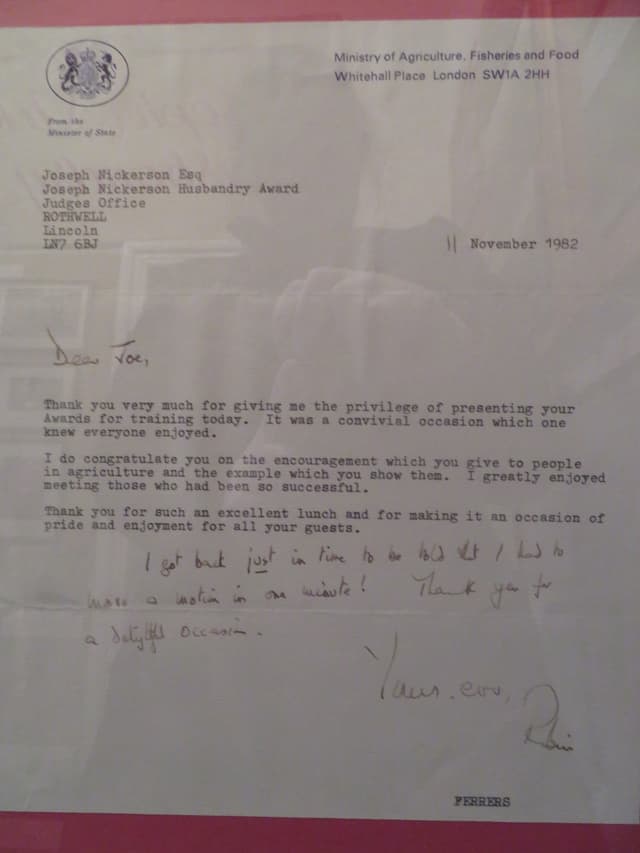 Ministry of Agriculture, Fisheries and Food
Whitehall Place London SW1A 2HH
From the
Minister of State
Joseph Nickerson Esq
Joseph Nickerson Husbandry Award
Judges Office
ROTHWELL
Lincoln
LN7 6BJ
11 November 1982
Dear Joe,
Thank you very much for giving me the privilege of presenting your
Awards for training today. It was a convivial occasion which one
knew everyone enjoyed.
I do congratulate you on the encouragement which you give to people
in agriculture and the example which you show them. I greatly enjoyed
meeting those who had been so successful.
Thank you for such an excellent lunch and for making it an occasion of
pride and enjoyment for all your guests.
I got back just in time to be told that I had to
move a motion in one minute! Thank you for
a delightful occasion.
Yours ever,
Robin
FERRERS